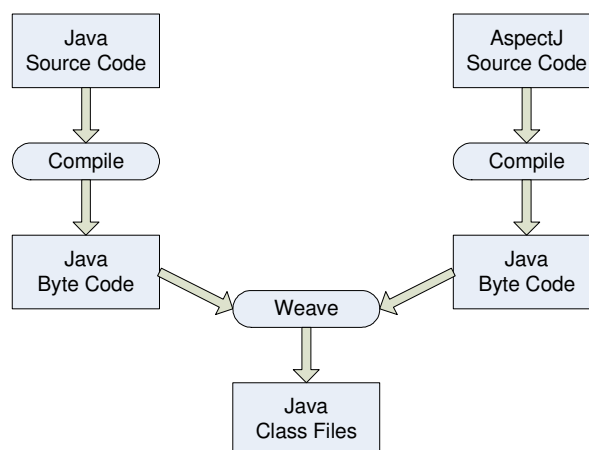 Java
Source Code
AspectJ
Source Code
Compile
Compile
Java
Byte Code
Java
Byte Code
Weave
Java
Class Files